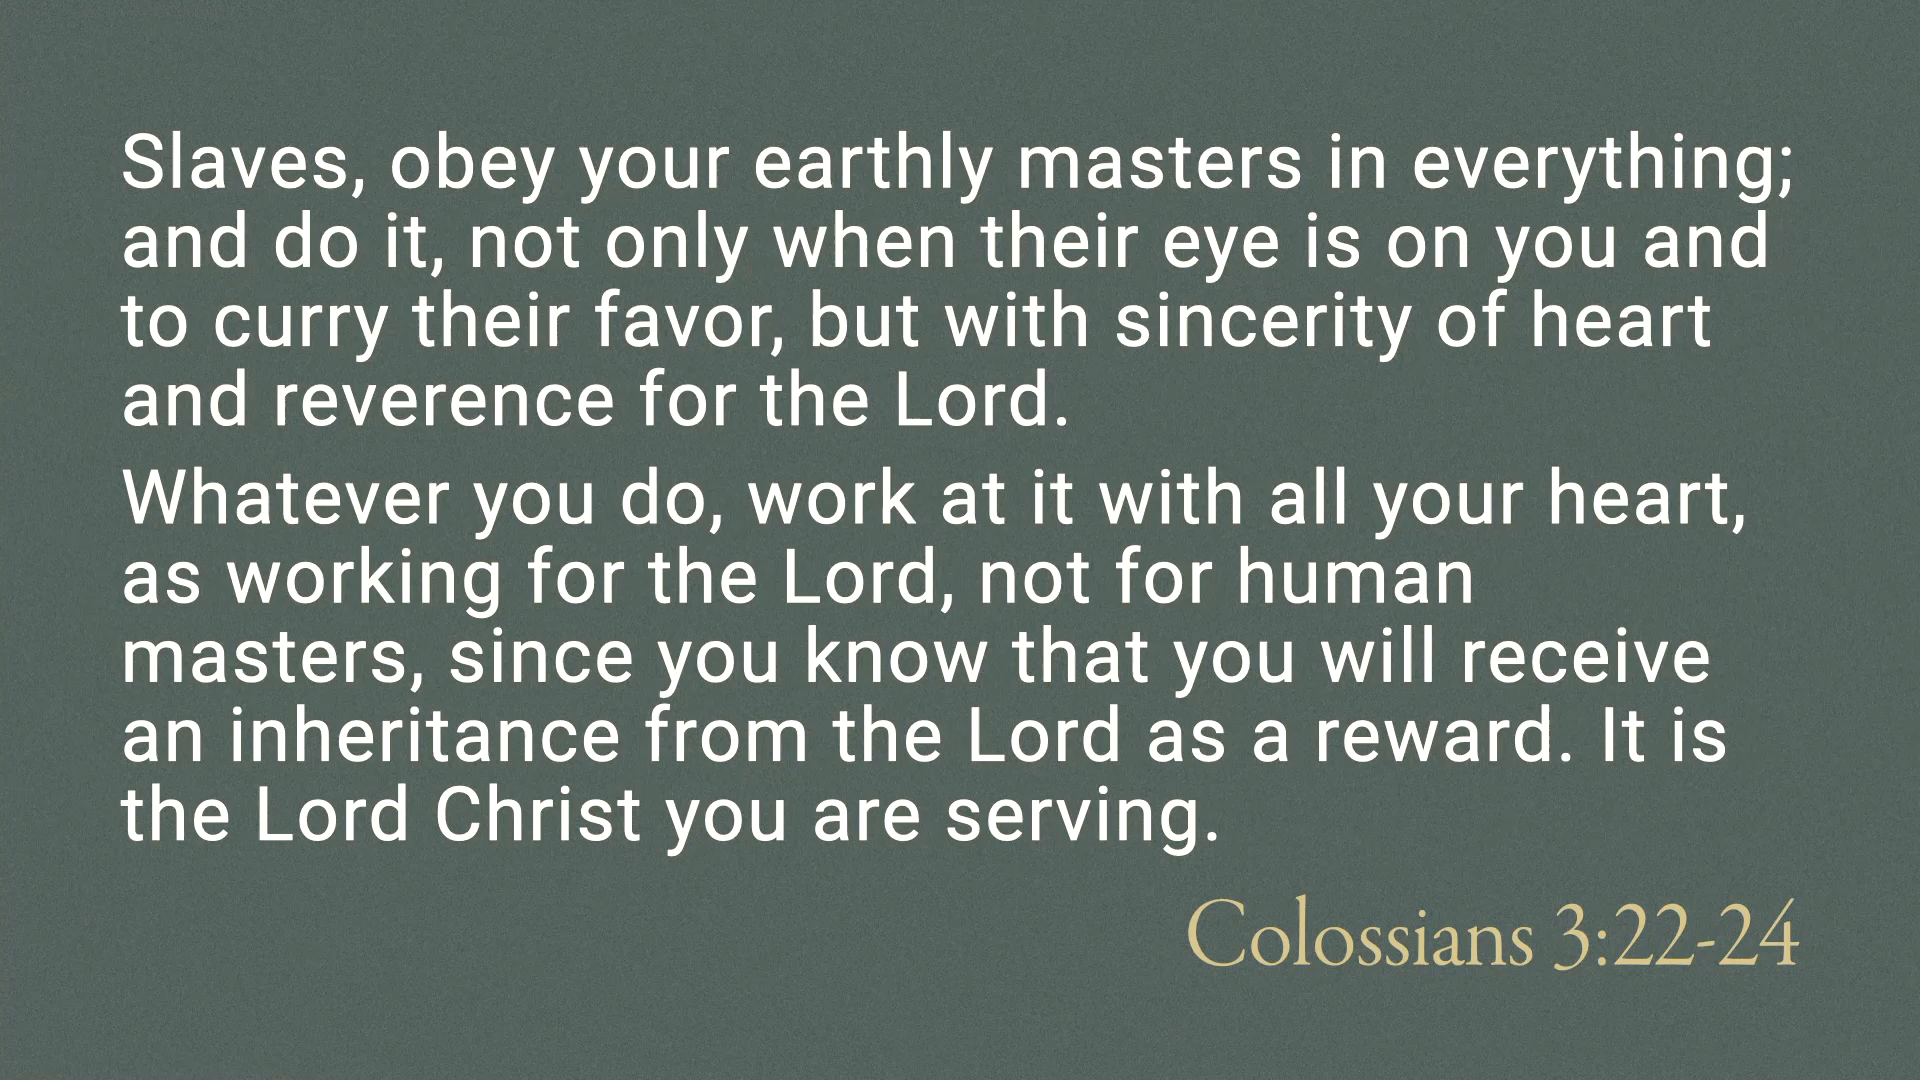 Slaves, obey your earthly masters in everything;
and do it, not only when their eye is on you and
to curry their favor, but with sincerity of heart
and reverence for the Lord.
Whatever you do, work at it with all your heart,
as working for the Lord, not for human
masters, since you know that you will receive
an inheritance from the Lord as a reward. It is
the Lord Christ you are serving.
Colossians 3:22-24